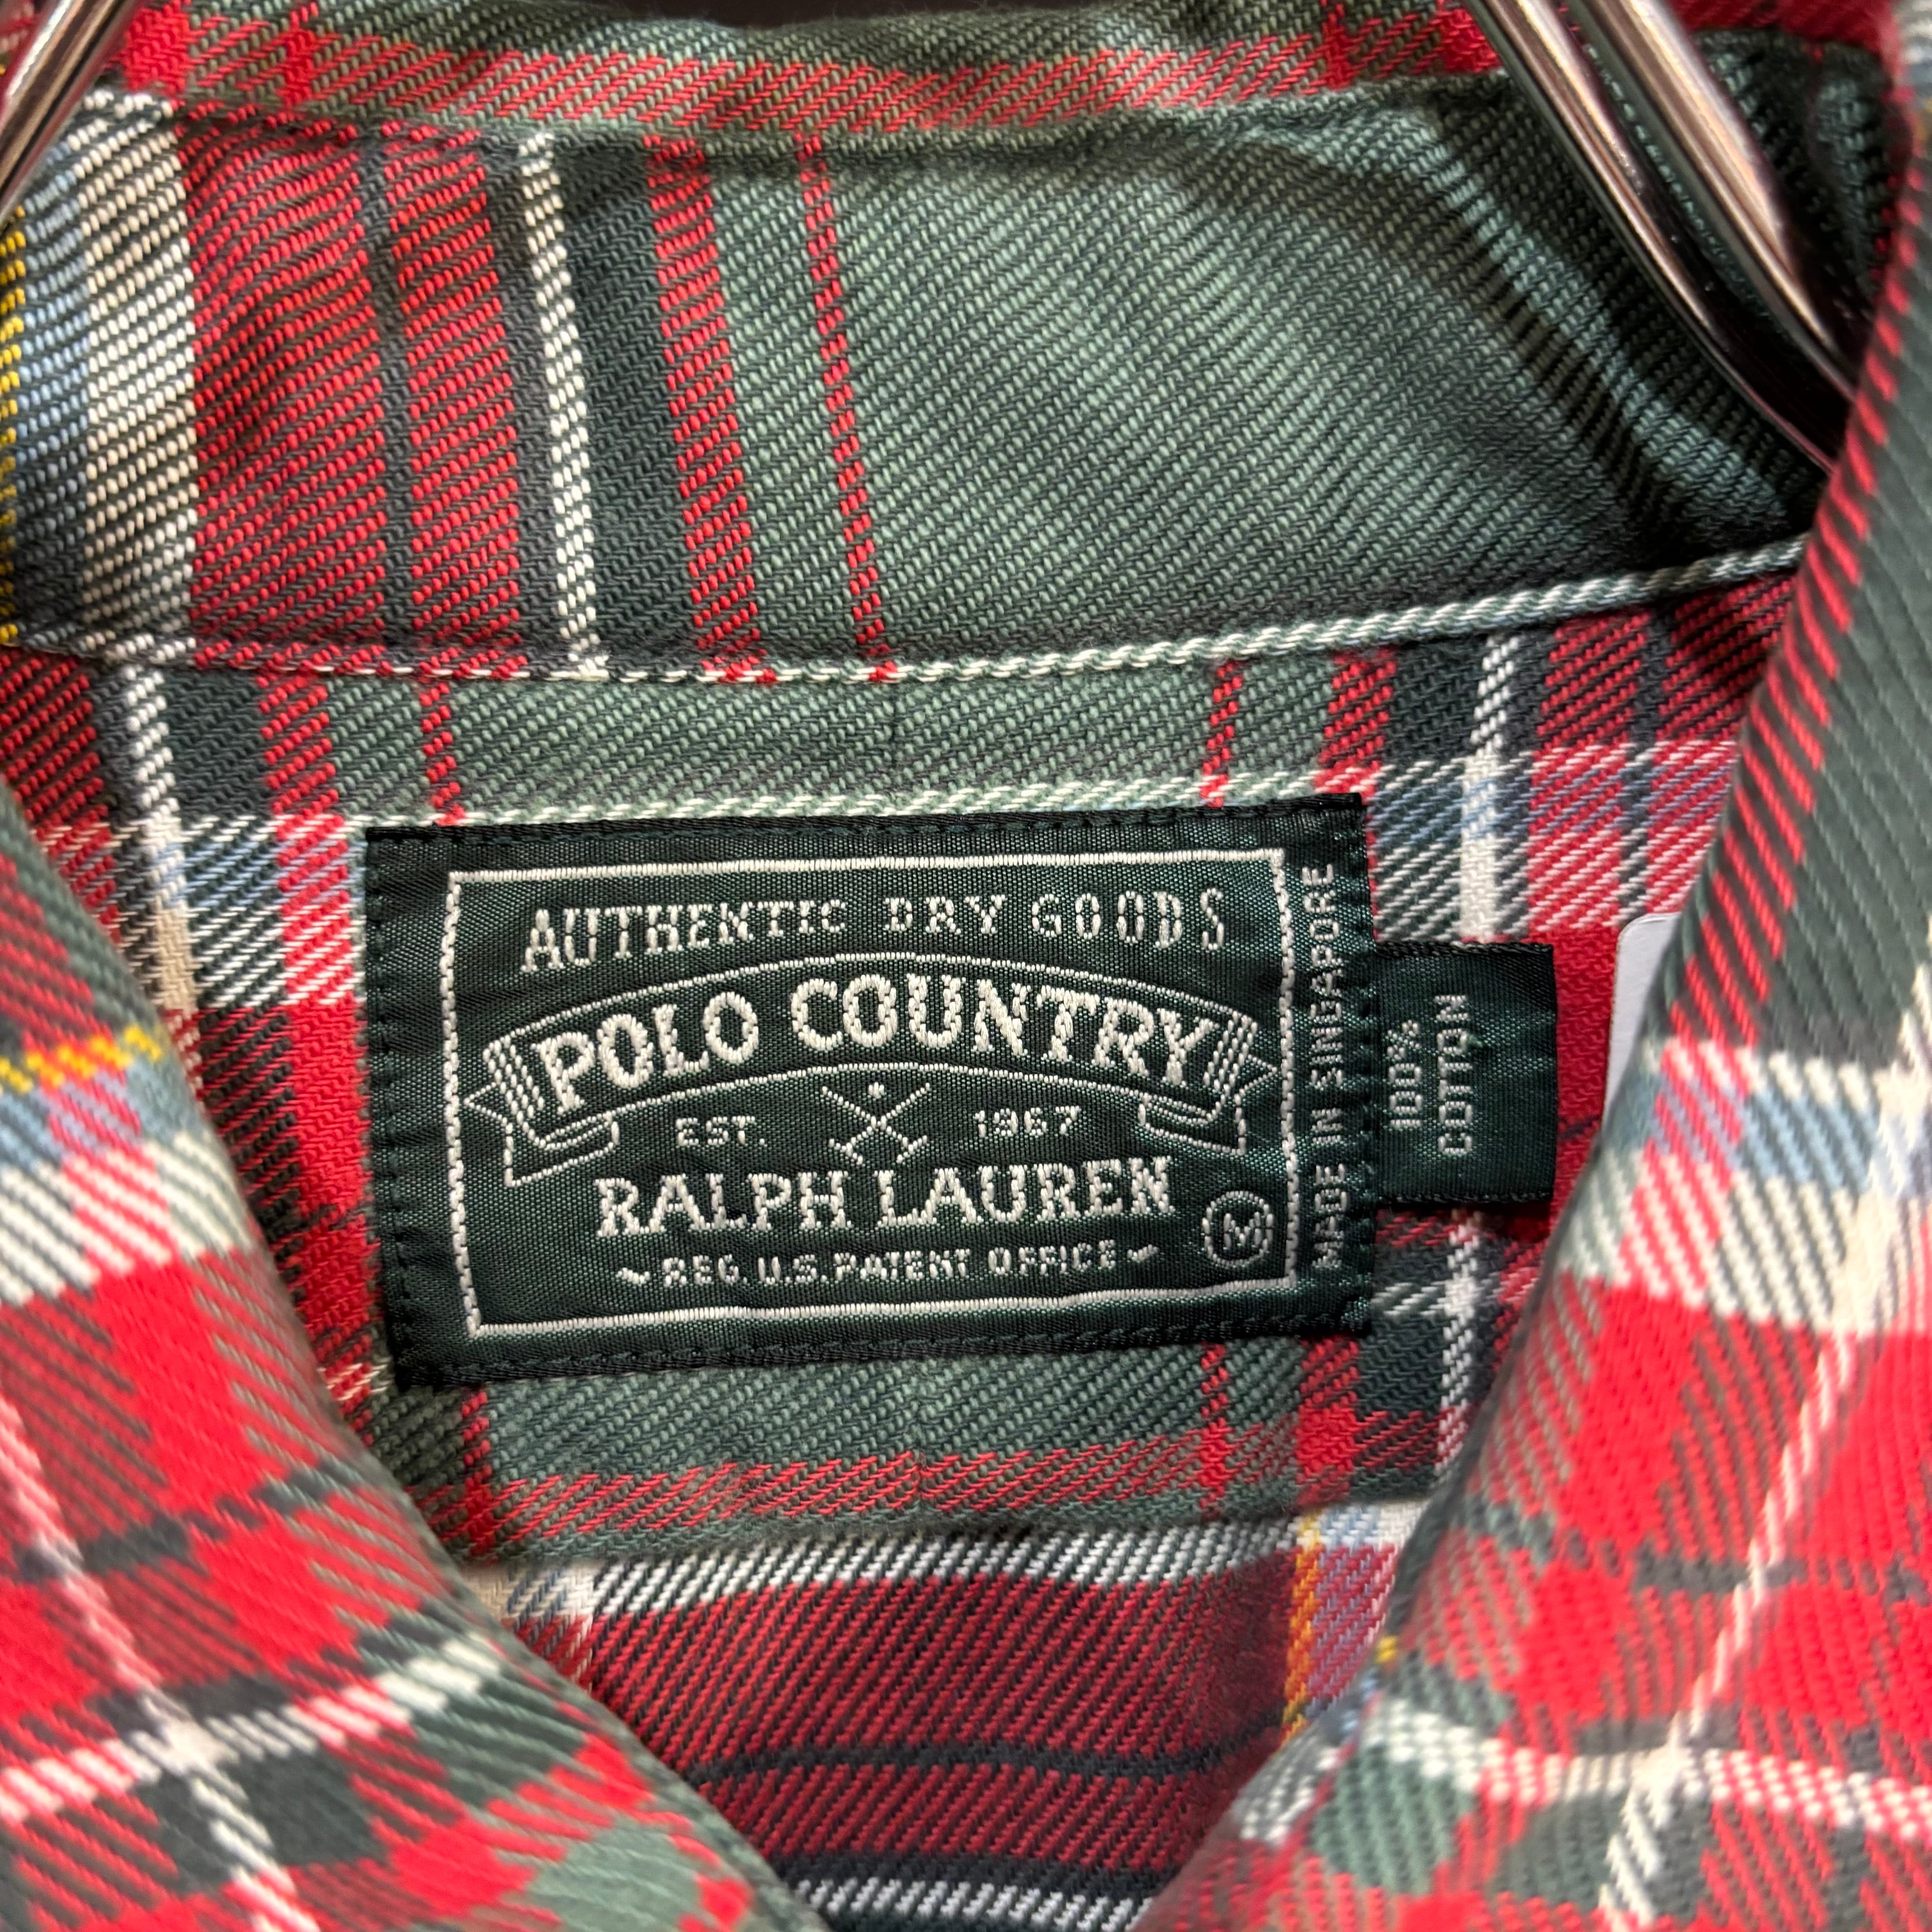 AUTHENTIC DRY GOODS
POLO COUNTRY
EST. 1967
RALPH LAUREN
REG. U.S. PATENT OFFICE
M
MADE IN SINGAPORE
100%
COTTON